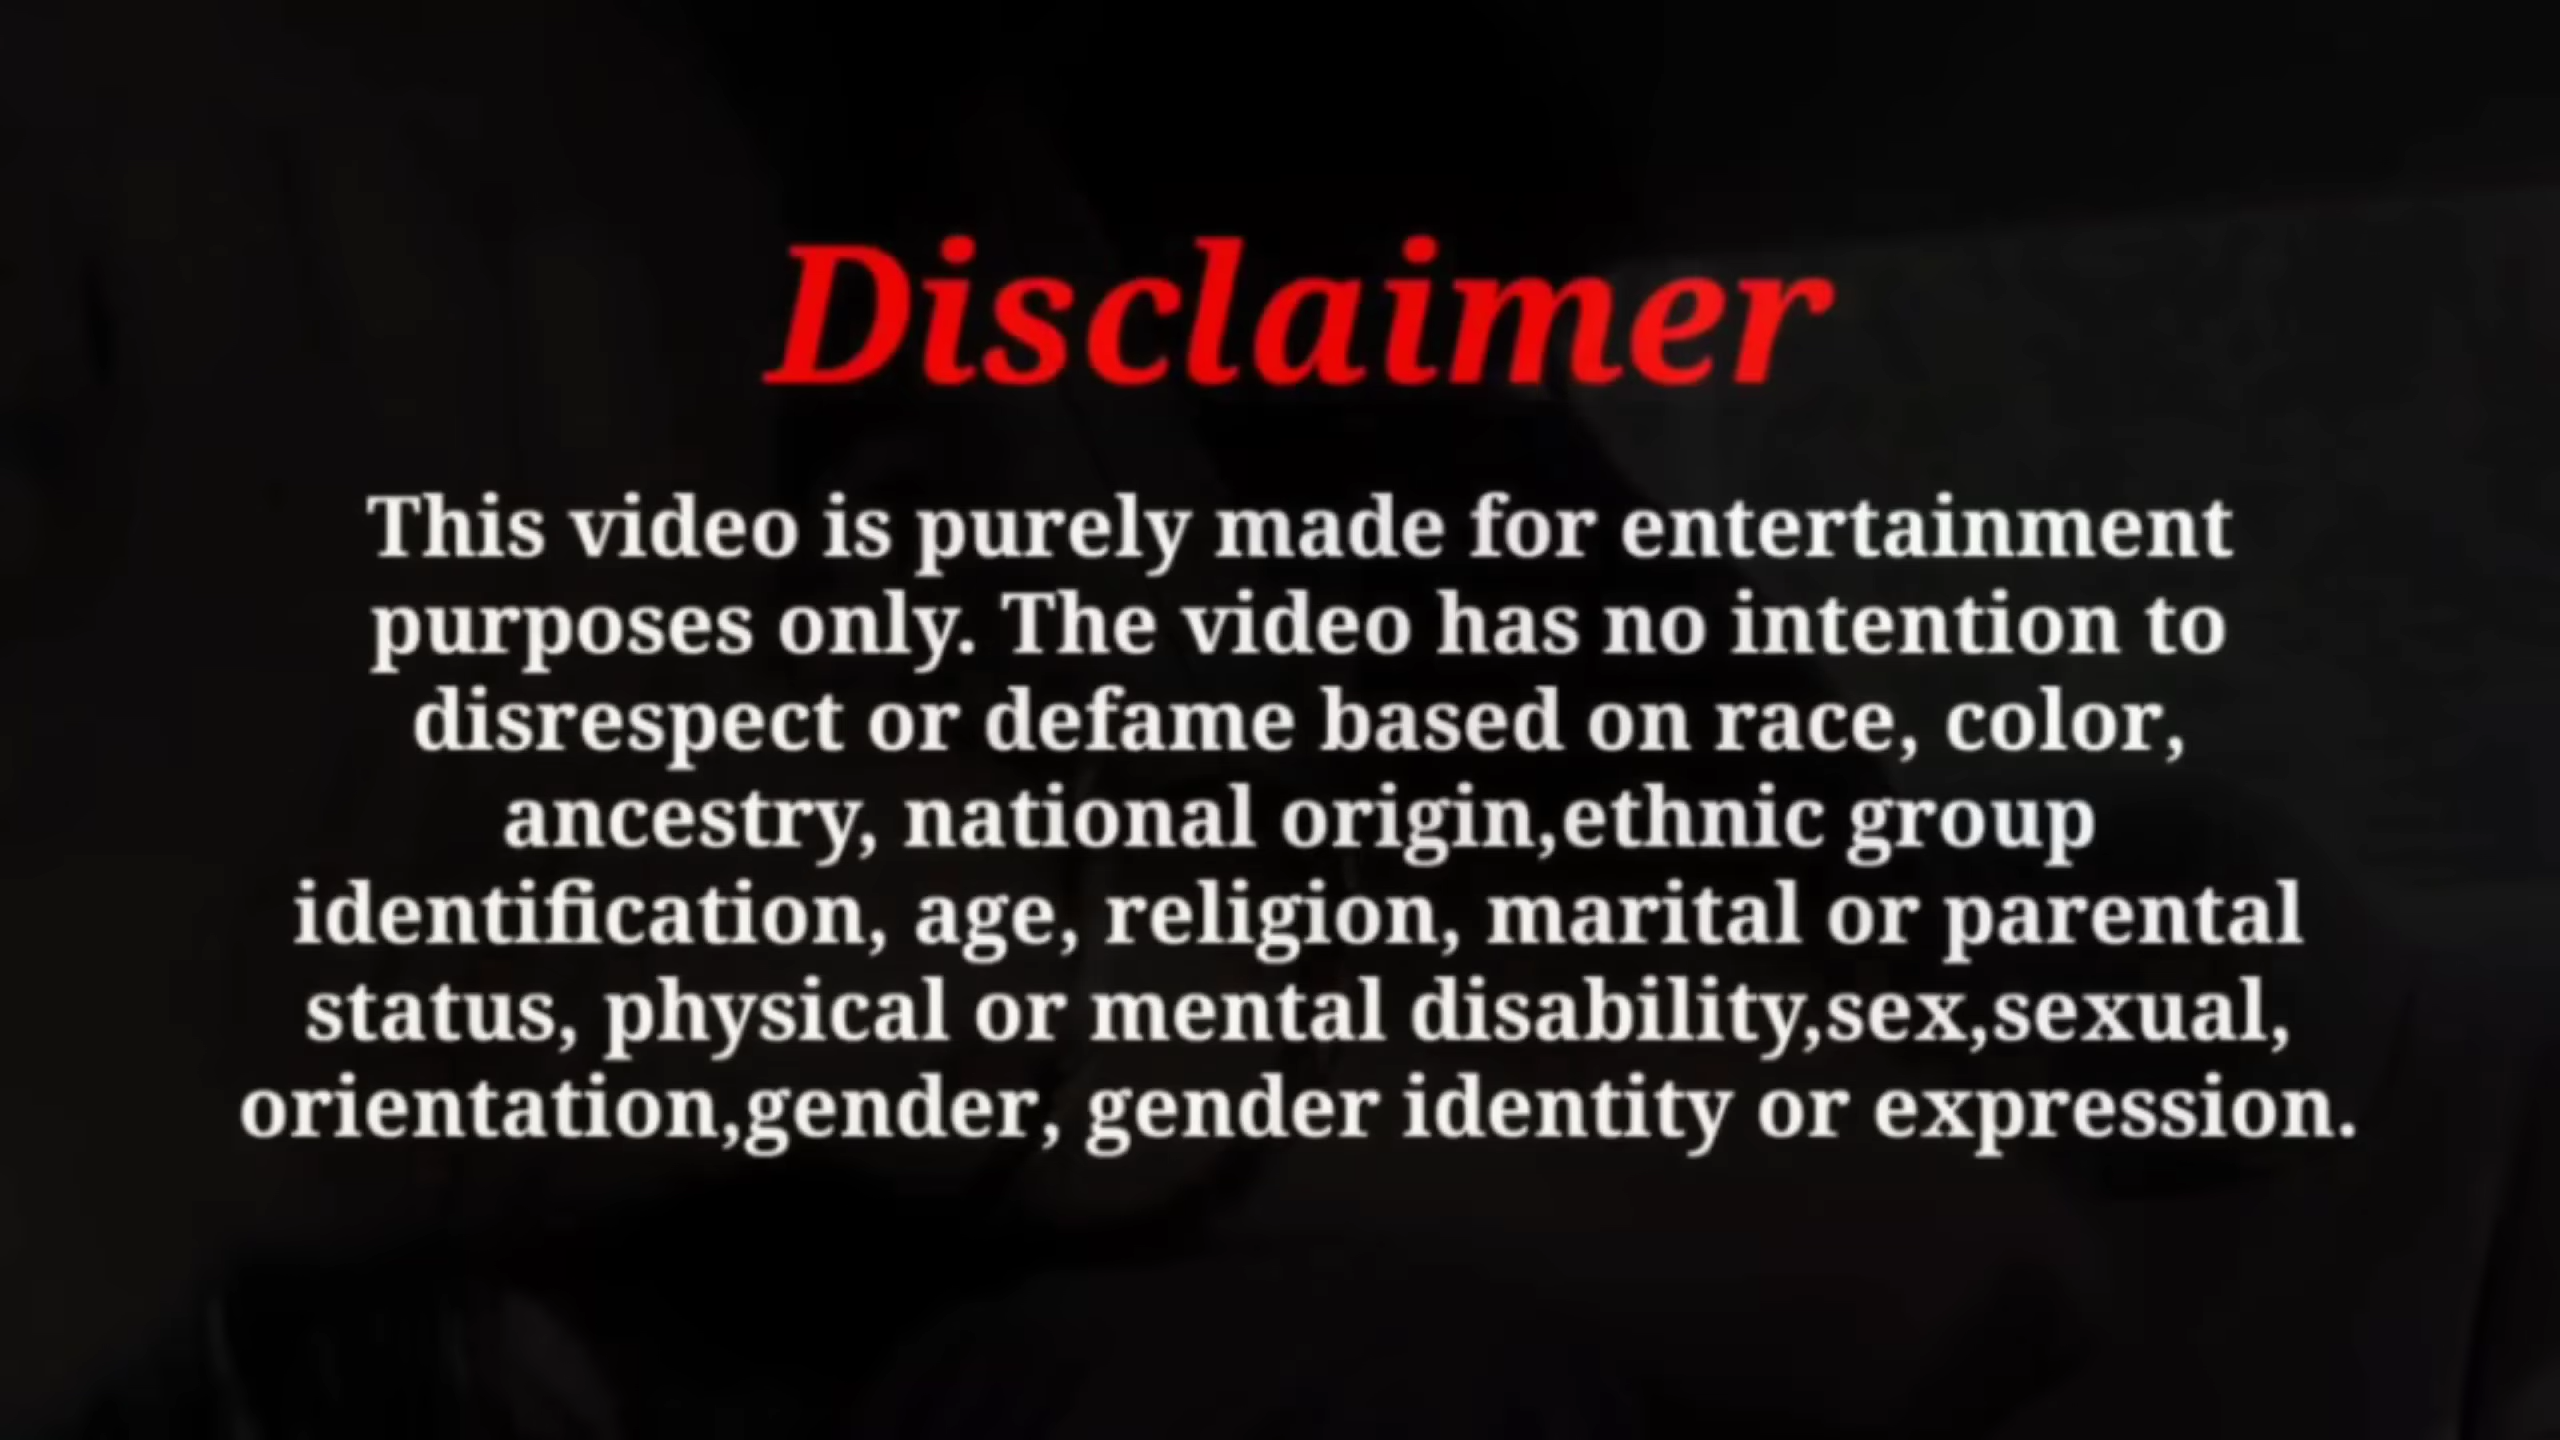 Disclaimer
This video is purely made for entertainment
purposes only. The video has no intention to
disrespect or defame based on race, color,
ancestry, national origin,ethnic group
identification, age, religion, marital or parental
status, physical or mental disability,sex,sexual,
orientation,gender, gender identity or expression.